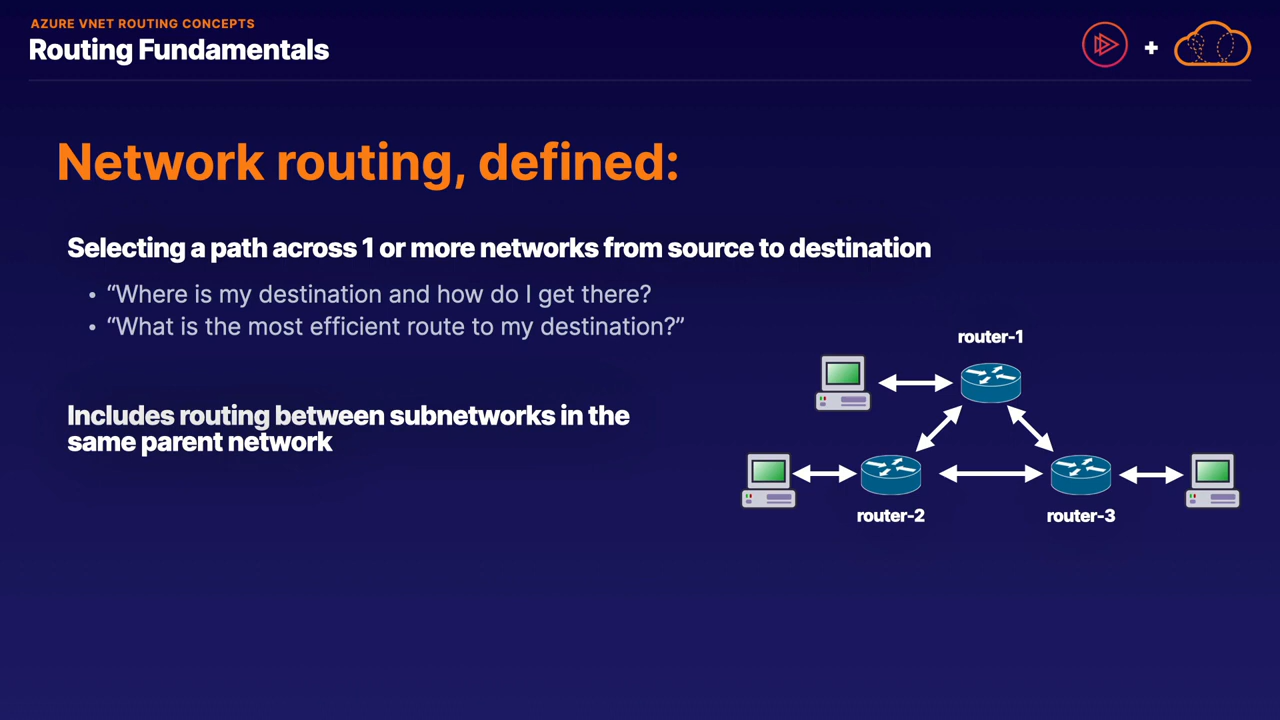 AZURE VNET ROUTING CONCEPTS
Routing Fundamentals
+
Network routing, defined:
Selecting a path across 1 or more networks from source to destination
• “Where is my destination and how do I get there?
• “What is the most efficient route to my destination?”
Includes routing between subnetworks in the
same parent network
router-1
router-2
router-3